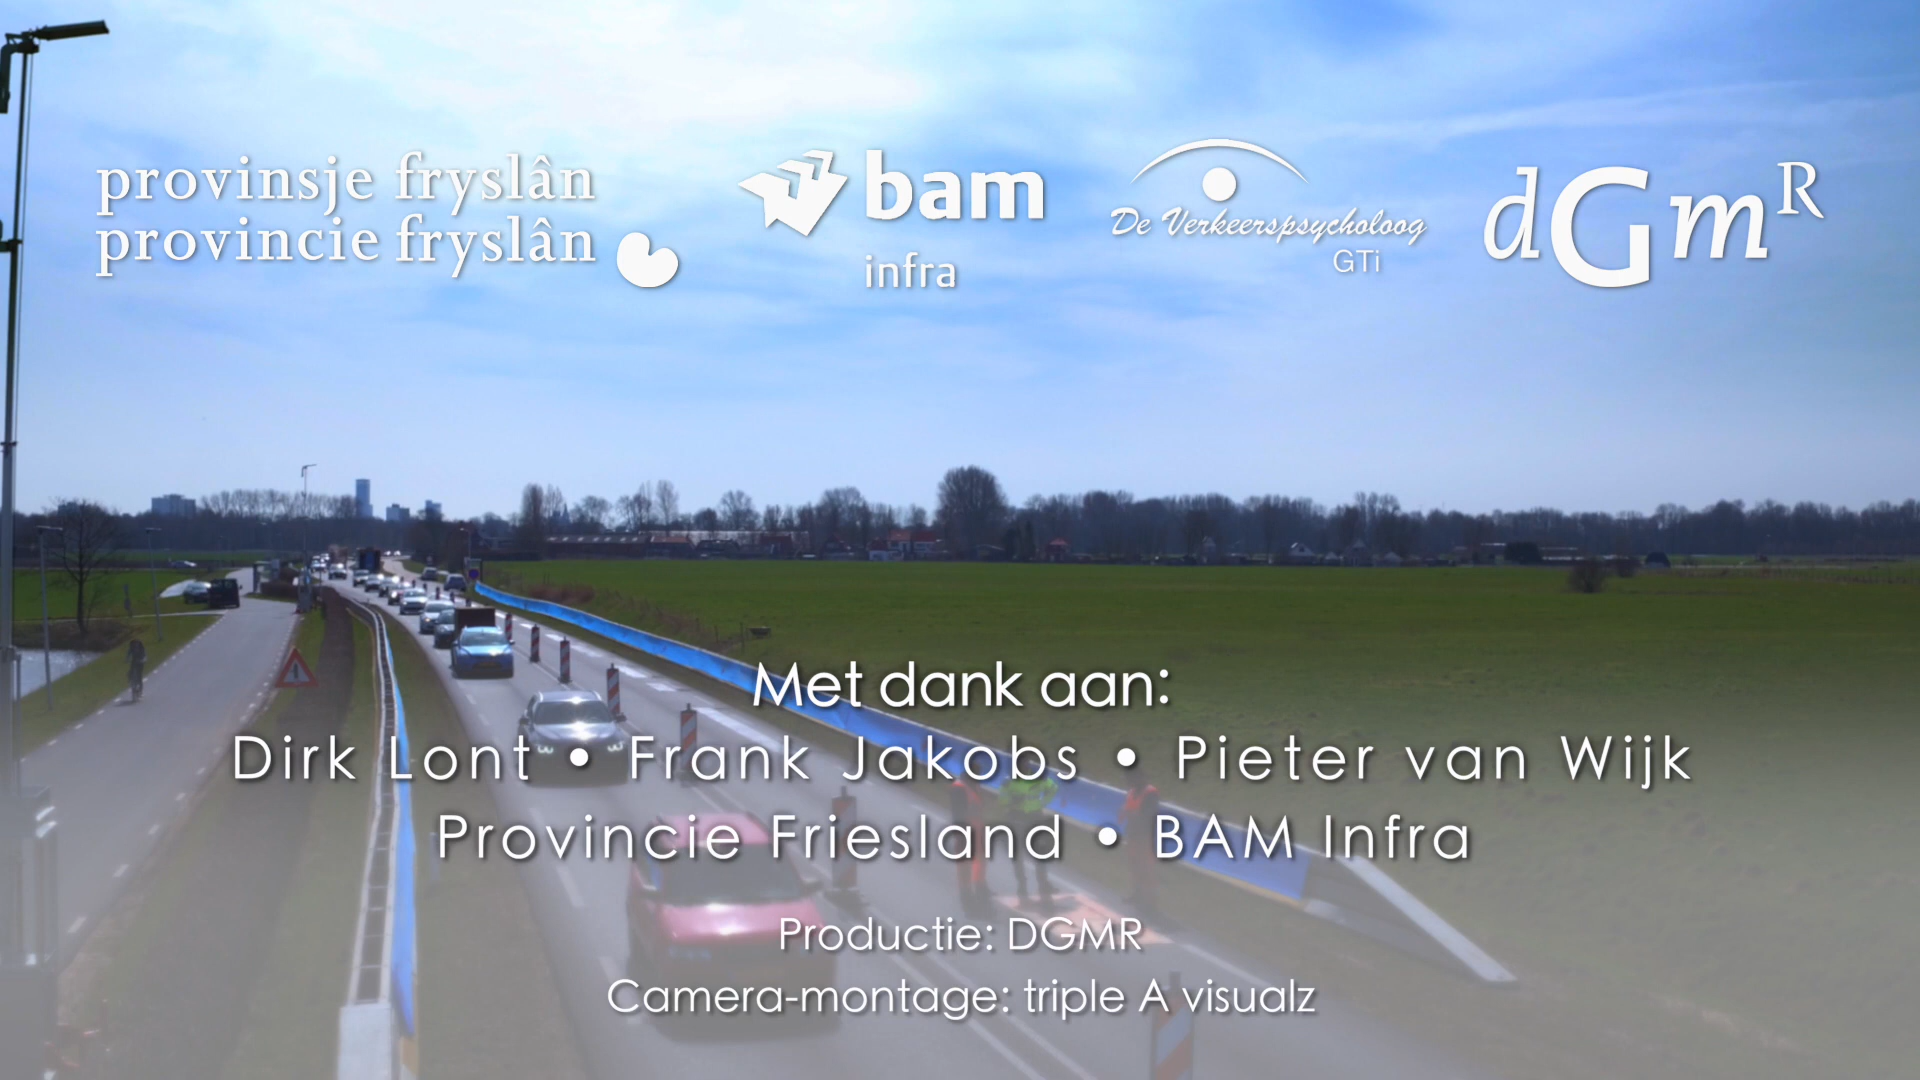 provinsje fryslân
provincie fryslân
bam
infra
De Verkeerspsycholoog
GTi
dGmR
Met dank aan:
Dirk Lont • Frank Jakobs • Pieter van Wijk
Provincie Friesland • BAM Infra
Productie: DGMR
Camera-montage: triple A visualz